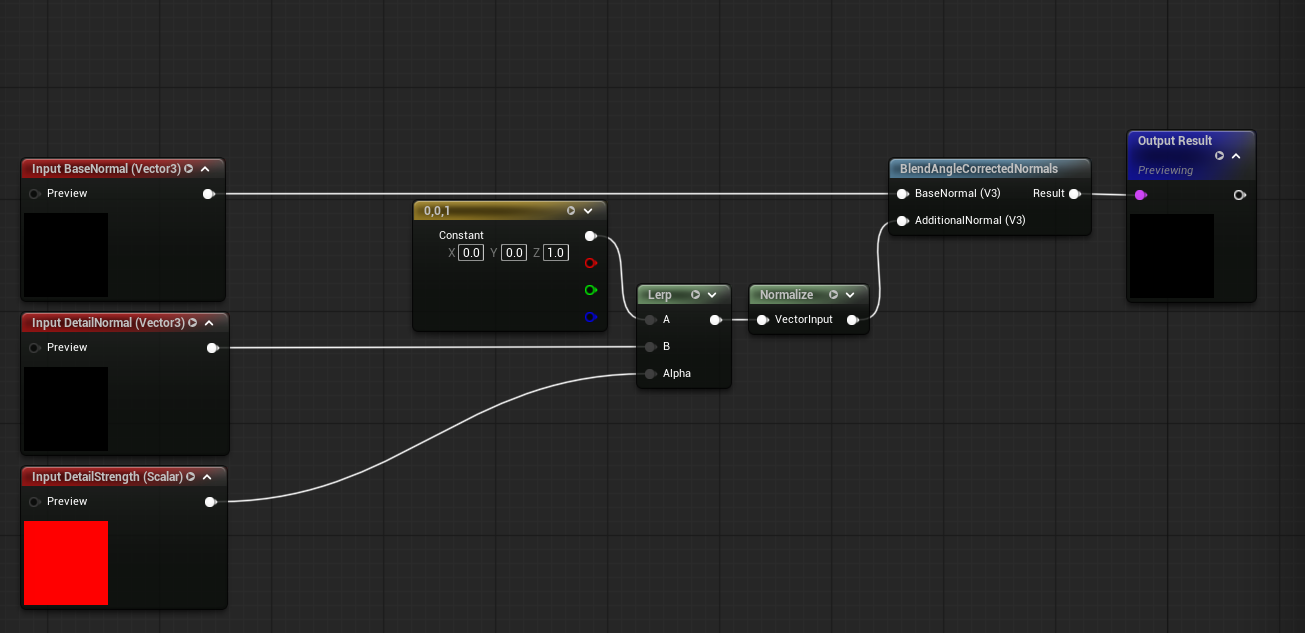 Input BaseNormal (Vector3)
Preview
Input DetailNormal (Vector3)
Preview
Input DetailStrength (Scalar)
Preview
0,0,1
Constant
X 0.0 Y 0.0 Z 1.0
Lerp
A
B
Alpha
Normalize
VectorInput
BlendAngleCorrectedNormals
BaseNormal (V3) Result
AdditionalNormal (V3)
Output Result
Previewing